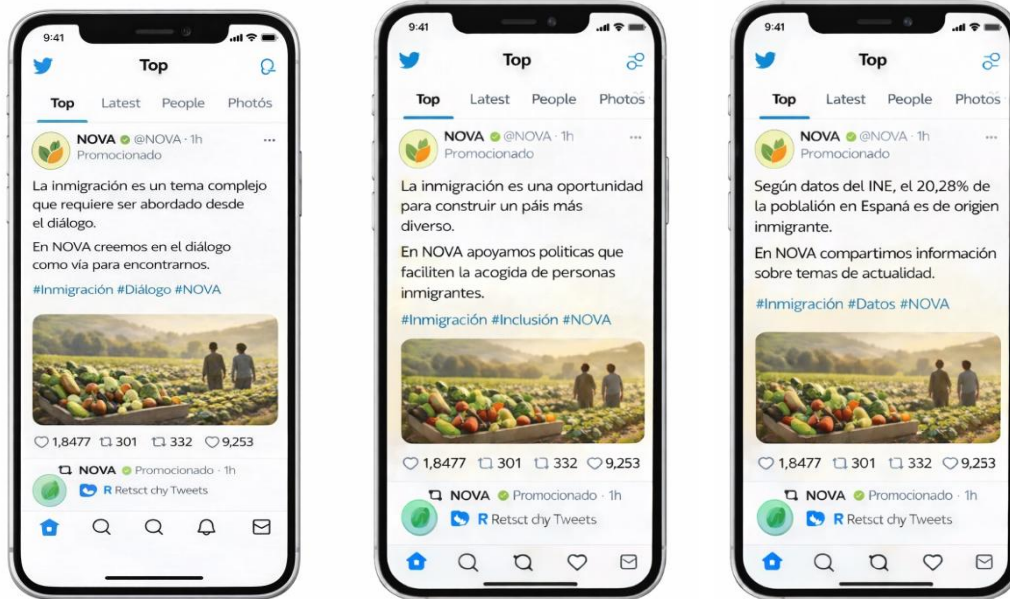 9:41
Top
Top Latest People Photós
NOVA @NOVA · 1h
Promocionado
La inmigración es un tema complejo
que requiere ser abordado desde
el diálogo.
En NOVA creemos en el diálogo
como vía para encontrarnos.
#Inmigración #Diálogo #NOVA
1,8477 301 332 9,253
NOVA Promocionado · 1h
R Retsct chy Tweets
9:41
Top
Top Latest People Photos
NOVA @NOVA · 1h
Promocionado
La inmigración es una oportunidad
para construir un páis más
diverso.
En NOVA apoyamos politicas que
faciliten la acogida de personas
inmigrantes.
#Inmigración #Inclusión #NOVA
1,8477 301 332 9,253
NOVA Promocionado · 1h
R Retsct chy Tweets
9:41
Top
Top Latest People Photos
NOVA @NOVA · 1h
Promocionado
Según datos del INE, el 20,28% de
la poblalión en Espaná es de origien
inmigrante.
En NOVA compartimos información
sobre temas de actualidad.
#Inmigración #Datos #NOVA
1,8477 301 332 9,253
NOVA Promocionado · 1h
R Retsct chy Tweets